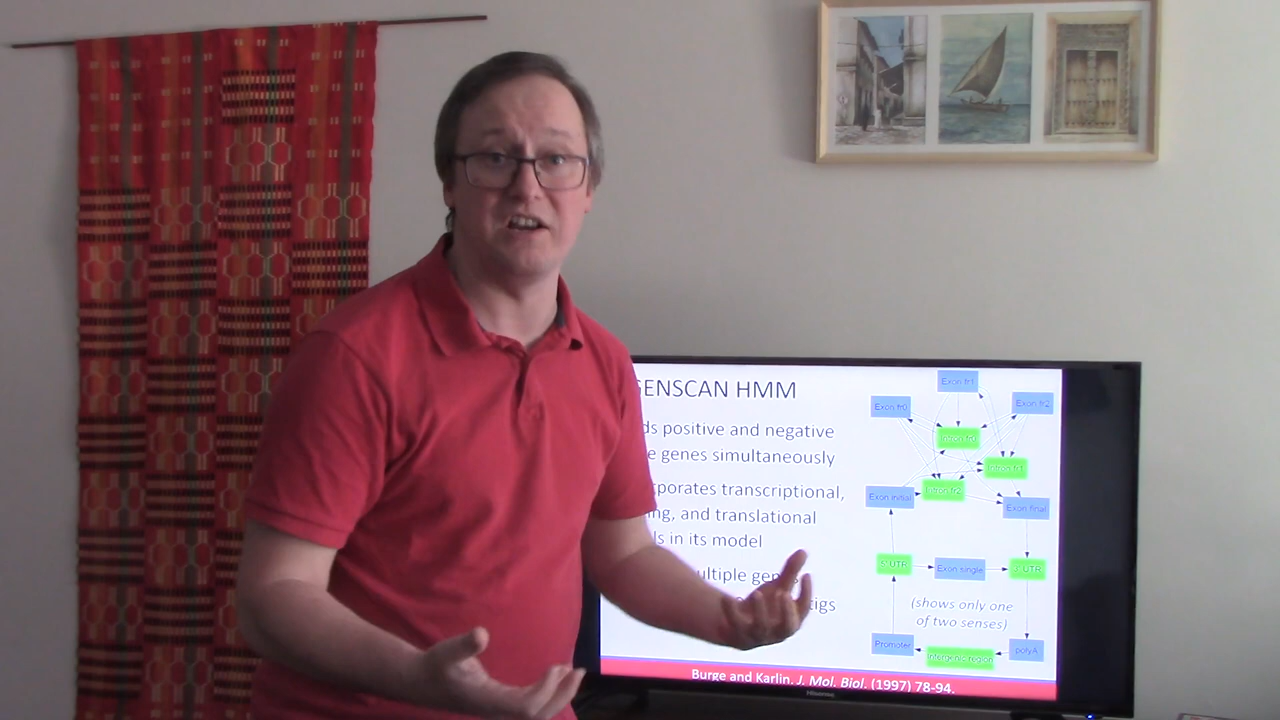 GENSCAN HMM
ds positive and negative
e genes simultaneously
rporates transcriptional,
ng, and translational
ls in its model
ultiple genes
tigs
Exon fr1
Exon fr0
Exon fr2
Intron fr0
Intron fr1
Intron fr2
Exon initial
Exon final
5' UTR
Exon single
3' UTR
(shows only one
of two senses)
Promoter
Intergenic region
polyA
Burge and Karlin. J. Mol. Biol. (1997) 78-94.
Hisense